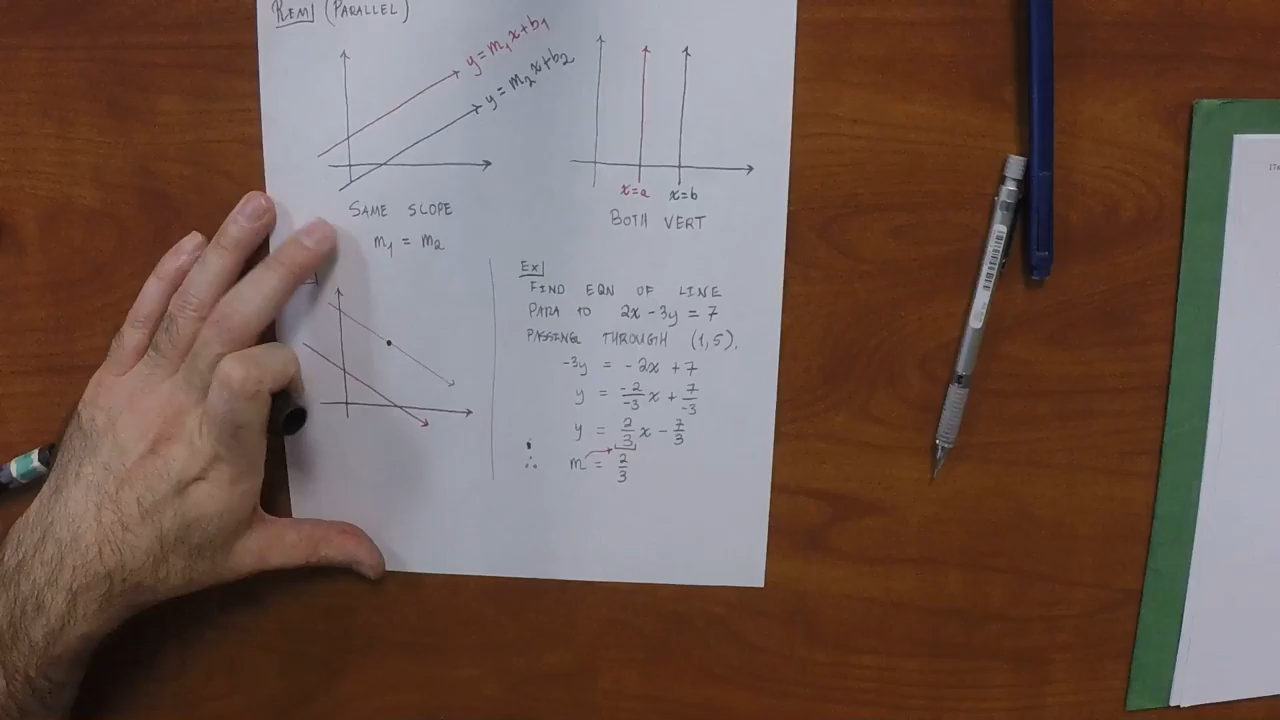 REM (PARALLEL)
y = m₁x+b₁
y = m₂x+b₂
x=a
x=b
SAME SLOPE
m₁ = m₂
BOTH VERT
Ex
FIND EQN OF LINE
PARA TO 2x - 3y = 7
PASSING THROUGH (1,5).
-3y = -2x + 7
y = -2/-3 x + 7/-3
y = 2/3 x - 7/3
∴ m = 2/3